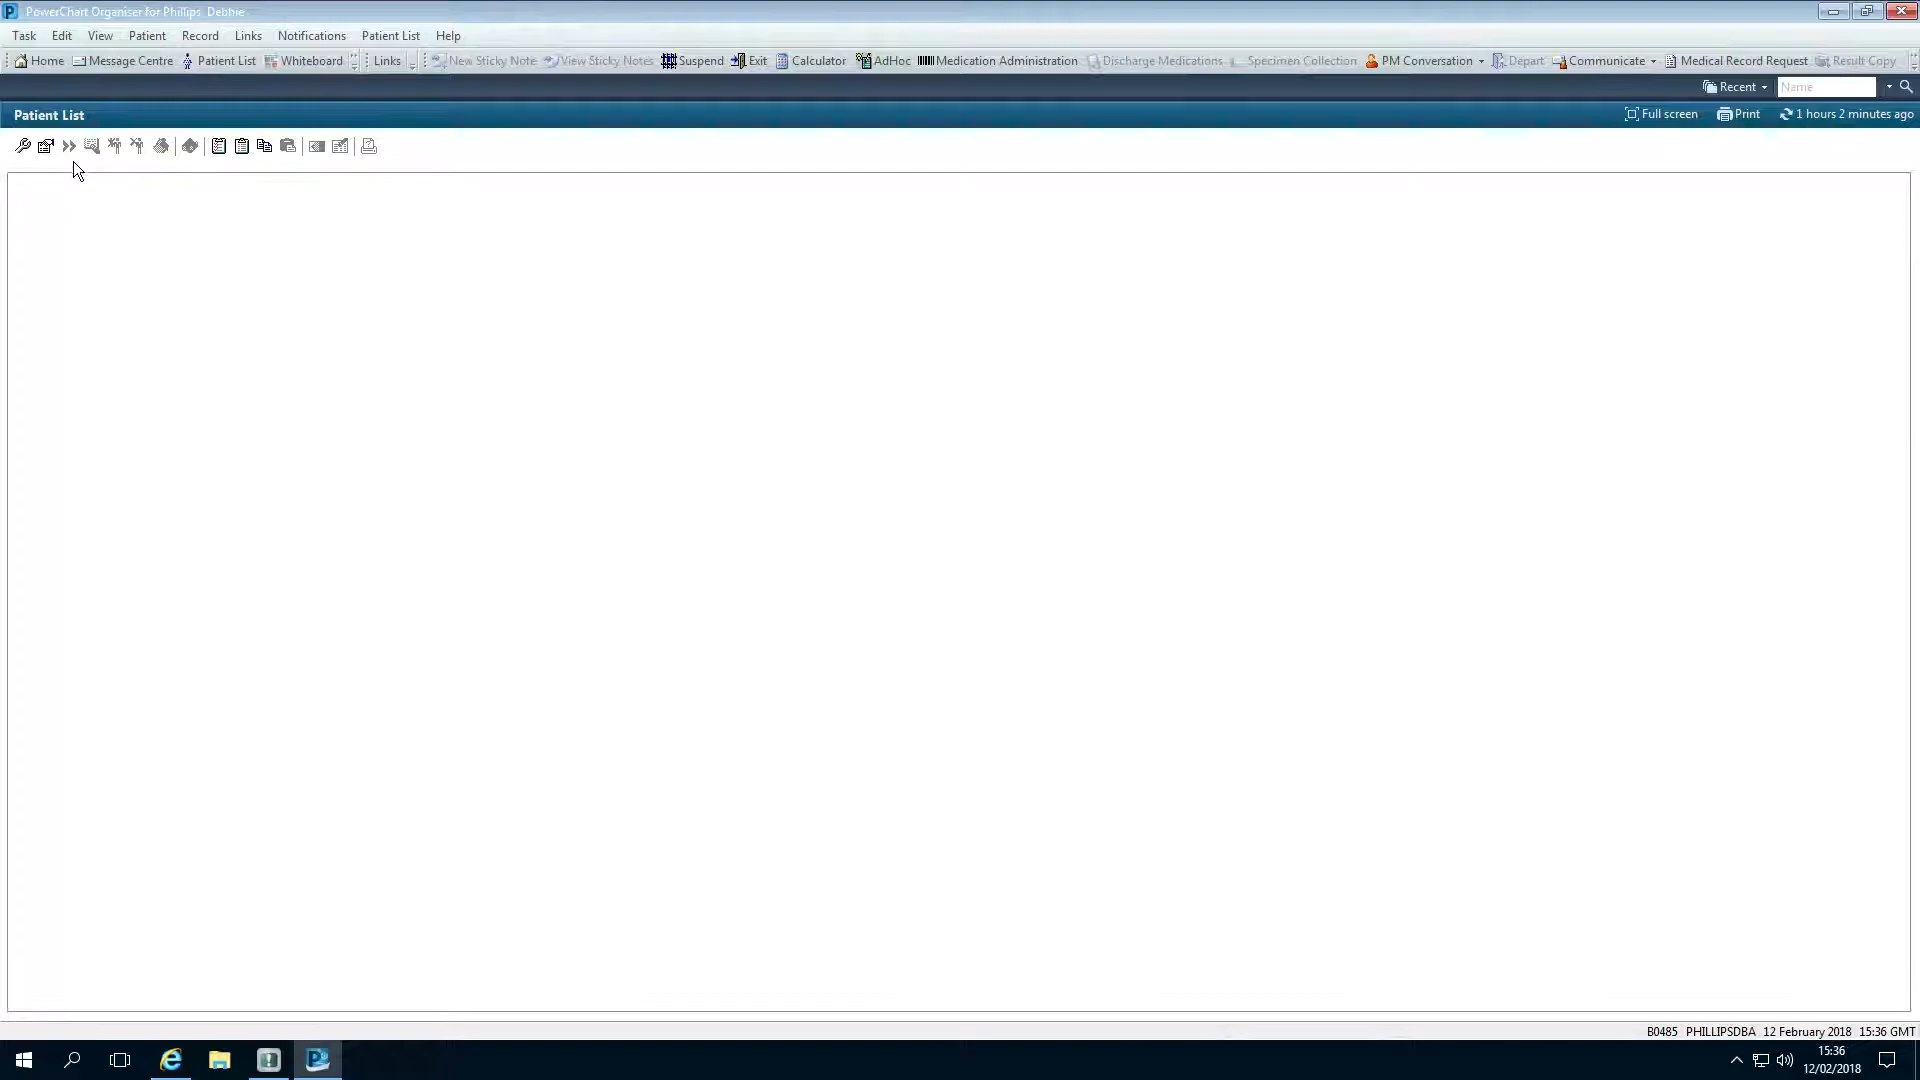 PowerChart Organiser for Phillips, Debbie
Task Edit View Patient Record Links Notifications Patient List Help
Home Message Centre Patient List Whiteboard Links New Sticky Note View Sticky Notes Suspend Exit Calculator AdHoc Medication Administration Discharge Medications Specimen Collection PM Conversation Depart Communicate Medical Record Request Result Copy
Recent Name
Patient List Full screen Print 1 hours 2 minutes ago
B0485 PHILLIPSDBA 12 February 2018 15:36 GMT
15:36
12/02/2018